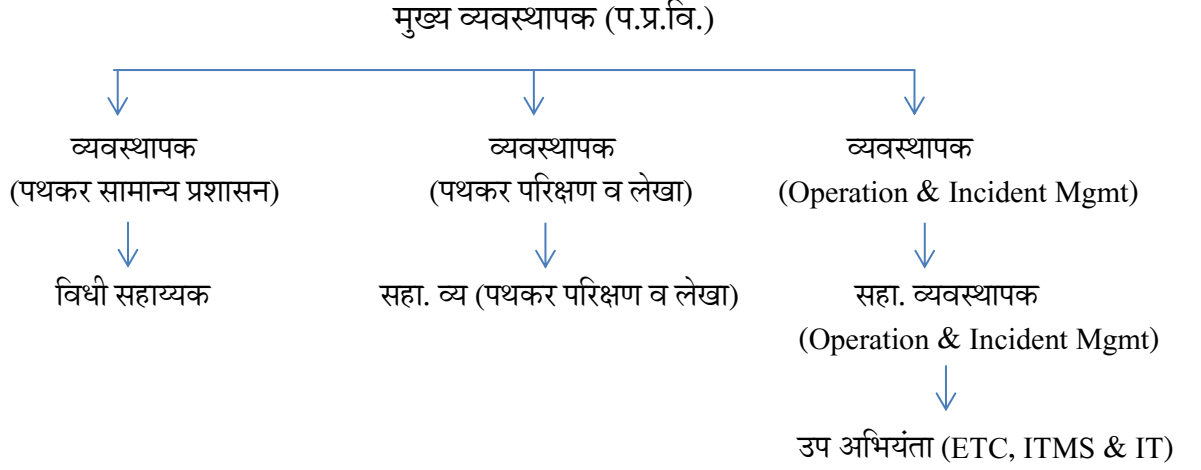 मुख्य व्यवस्थापक (प.प्र.वि.)
व्यवस्थापक
(पथकर सामान्य प्रशासन)
विधी सहाय्यक
व्यवस्थापक
(पथकर परिक्षण व लेखा)
सहा. व्य (पथकर परिक्षण व लेखा)
व्यवस्थापक
(Operation & Incident Mgmt)
सहा. व्यवस्थापक
(Operation & Incident Mgmt)
उप अभियंता (ETC, ITMS & IT)